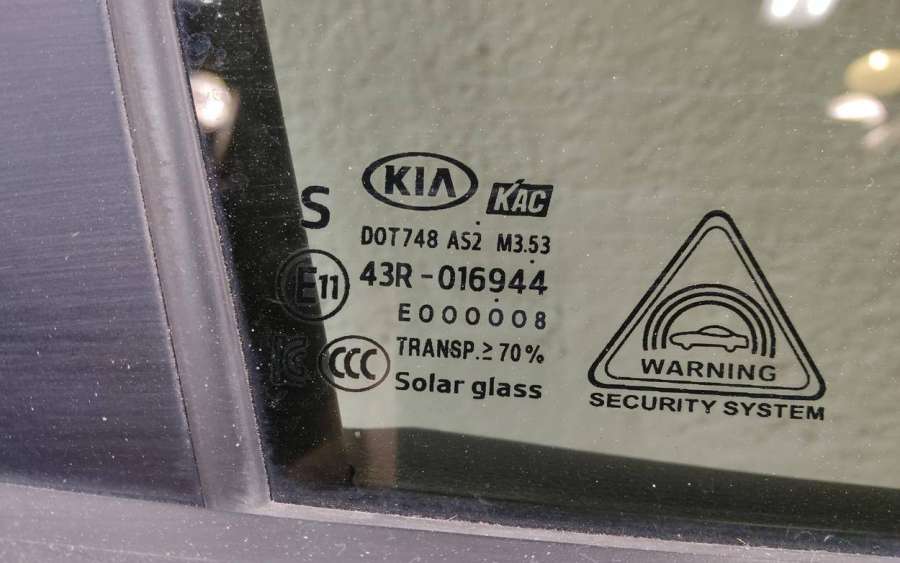 KIA KAC
S
DOT748 AS2 M3.53
E11 43R-016944
E000008
CCC TRANSP.≥70%
Solar glass
WARNING
SECURITY SYSTEM